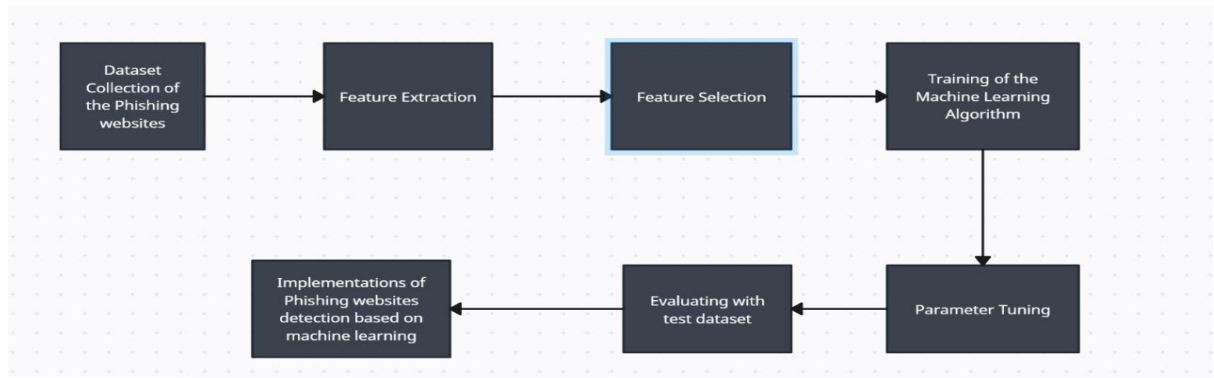 Dataset
Collection of
the Phishing
websites
Feature Extraction
Feature Selection
Training of the
Machine Learning
Algorithm
Parameter Tuning
Evaluating with
test dataset
Implementations of
Phishing websites
detection based on
machine learning